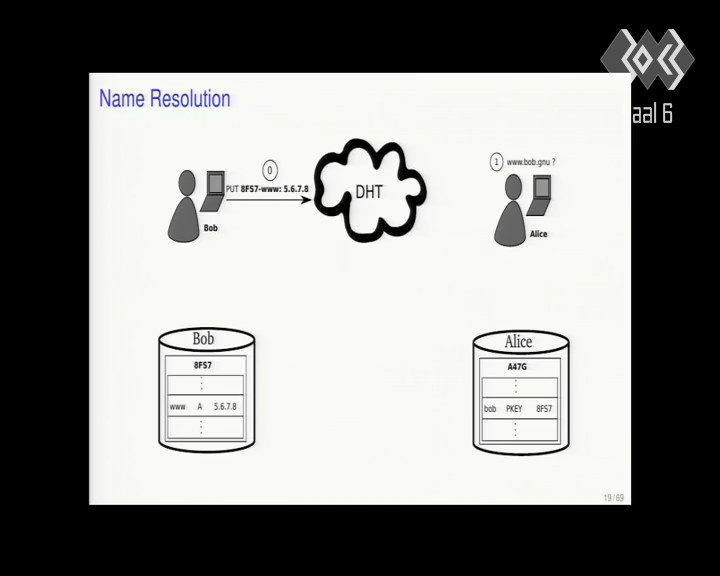 30C3
aal 6
Name Resolution
0
PUT 8FS7-www: 5.6.7.8
DHT
Bob
1 www.bob.gnu ?
Alice
Bob
8FS7
www A 5.6.7.8
Alice
A47G
bob PKEY 8FS7
19/69